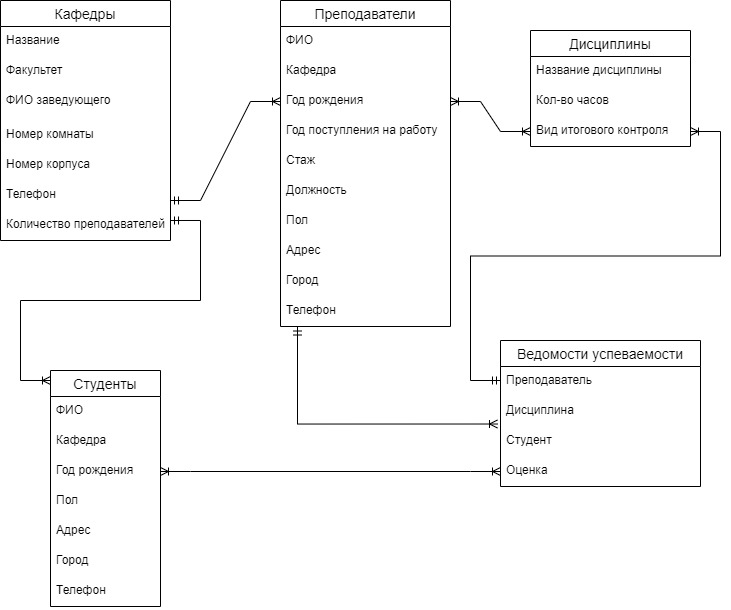 Кафедры
Название
Факультет
ФИО заведующего
Номер комнаты
Номер корпуса
Телефон
Количество преподавателей
Преподаватели
ФИО
Кафедра
Год рождения
Год поступления на работу
Стаж
Должность
Пол
Адрес
Город
Телефон
Дисциплины
Название дисциплины
Кол-во часов
Вид итогового контроля
Студенты
ФИО
Кафедра
Год рождения
Пол
Адрес
Город
Телефон
Ведомости успеваемости
Преподаватель
Дисциплина
Студент
Оценка